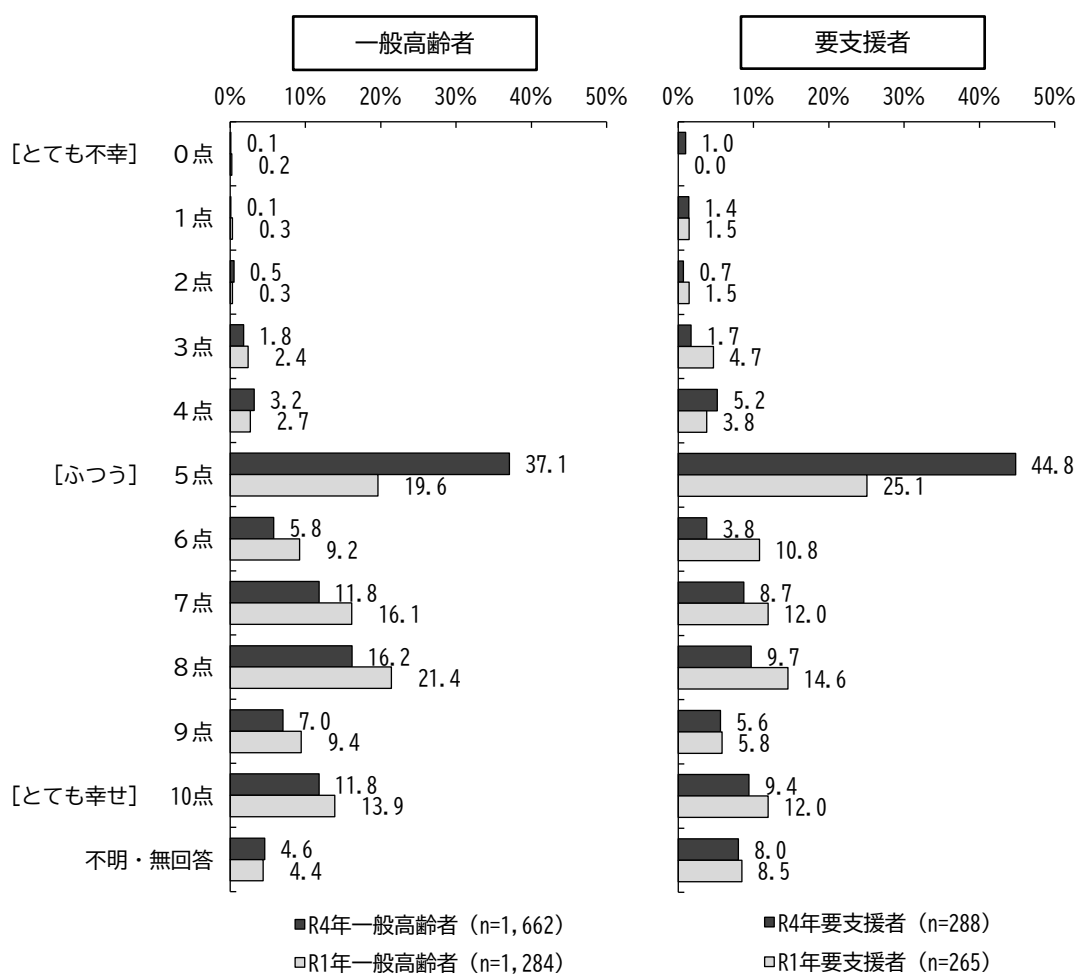 一般高齢者
要支援者
0% 10% 20% 30% 40% 50%
0% 10% 20% 30% 40% 50%
[とても不幸] 0点 0.1 1.0
0.2 0.0
1点 0.1 1.4
0.3 1.5
2点 0.5 0.7
0.3 1.5
3点 1.8 1.7
2.4 4.7
4点 3.2 5.2
2.7 3.8
[ふつう] 5点 37.1 44.8
19.6 25.1
6点 5.8 3.8
9.2 10.8
7点 11.8 8.7
16.1 12.0
8点 16.2 9.7
21.4 14.6
9点 7.0 5.6
9.4 5.8
[とても幸せ] 10点 11.8 9.4
13.9 12.0
不明・無回答 4.6 8.0
4.4 8.5
■R4年一般高齢者（n=1,662）
□R1年一般高齢者（n=1,284）
■R4年要支援者（n=288）
□R1年要支援者（n=265）